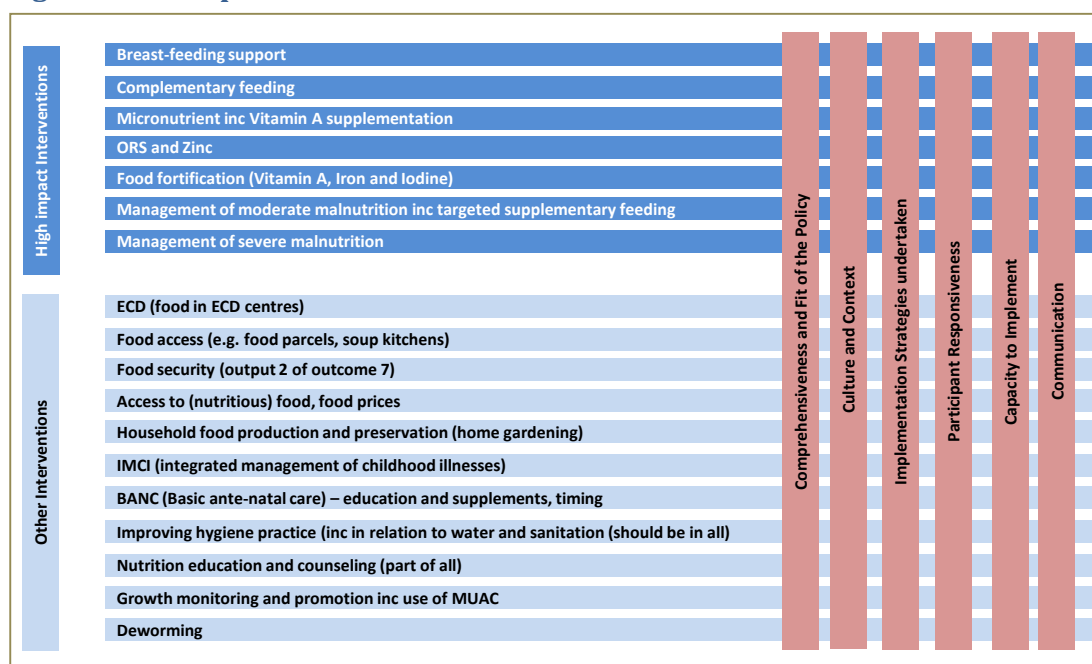 High impact Interventions
Breast-feeding support
Complementary feeding
Micronutrient inc Vitamin A supplementation
ORS and Zinc
Food fortification (Vitamin A, Iron and Iodine)
Management of moderate malnutrition inc targeted supplementary feeding
Management of severe malnutrition
Other Interventions
ECD (food in ECD centres)
Food access (e.g. food parcels, soup kitchens)
Food security (output 2 of outcome 7)
Access to (nutritious) food, food prices
Household food production and preservation (home gardening)
IMCI (integrated management of childhood illnesses)
BANC (Basic ante-natal care) – education and supplements, timing
Improving hygiene practice (inc in relation to water and sanitation (should be in all)
Nutrition education and counseling (part of all)
Growth monitoring and promotion inc use of MUAC
Deworming
Comprehensiveness and Fit of the Policy
Culture and Context
Implementation Strategies undertaken
Participant Responsiveness
Capacity to Implement
Communication